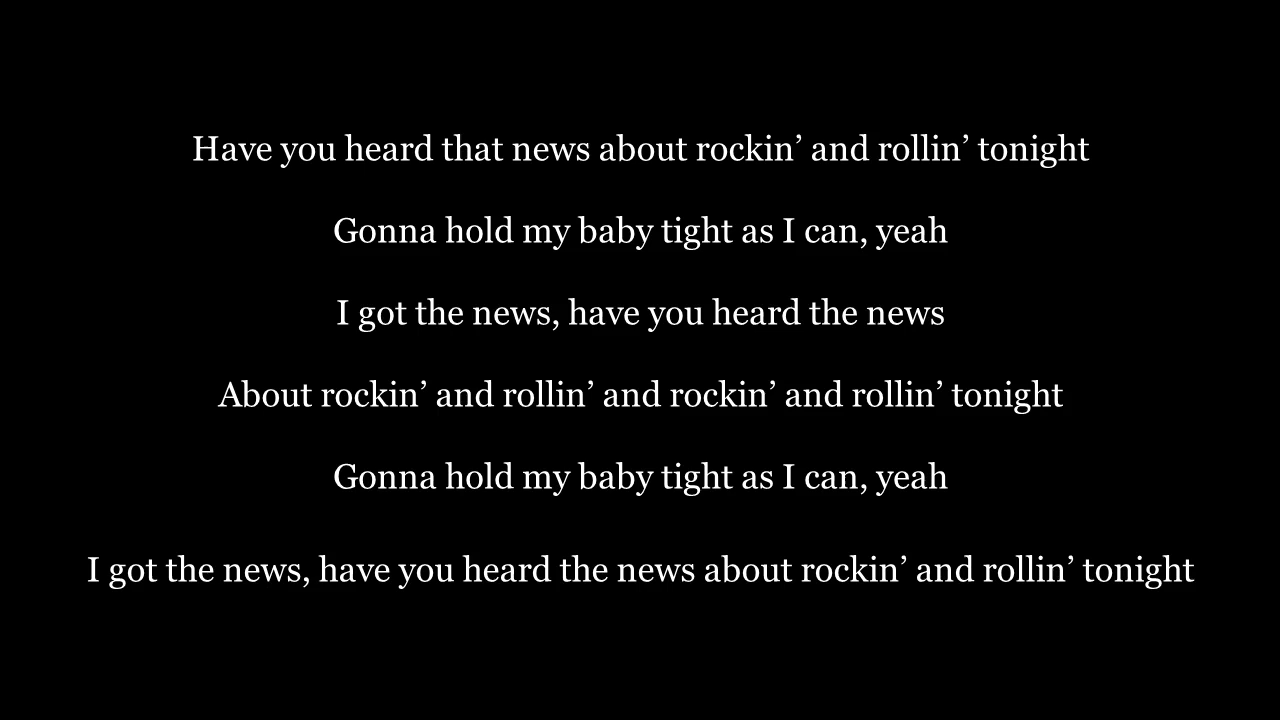 Have you heard that news about rockin’ and rollin’ tonight
Gonna hold my baby tight as I can, yeah
I got the news, have you heard the news
About rockin’ and rollin’ and rockin’ and rollin’ tonight
Gonna hold my baby tight as I can, yeah
I got the news, have you heard the news about rockin’ and rollin’ tonight